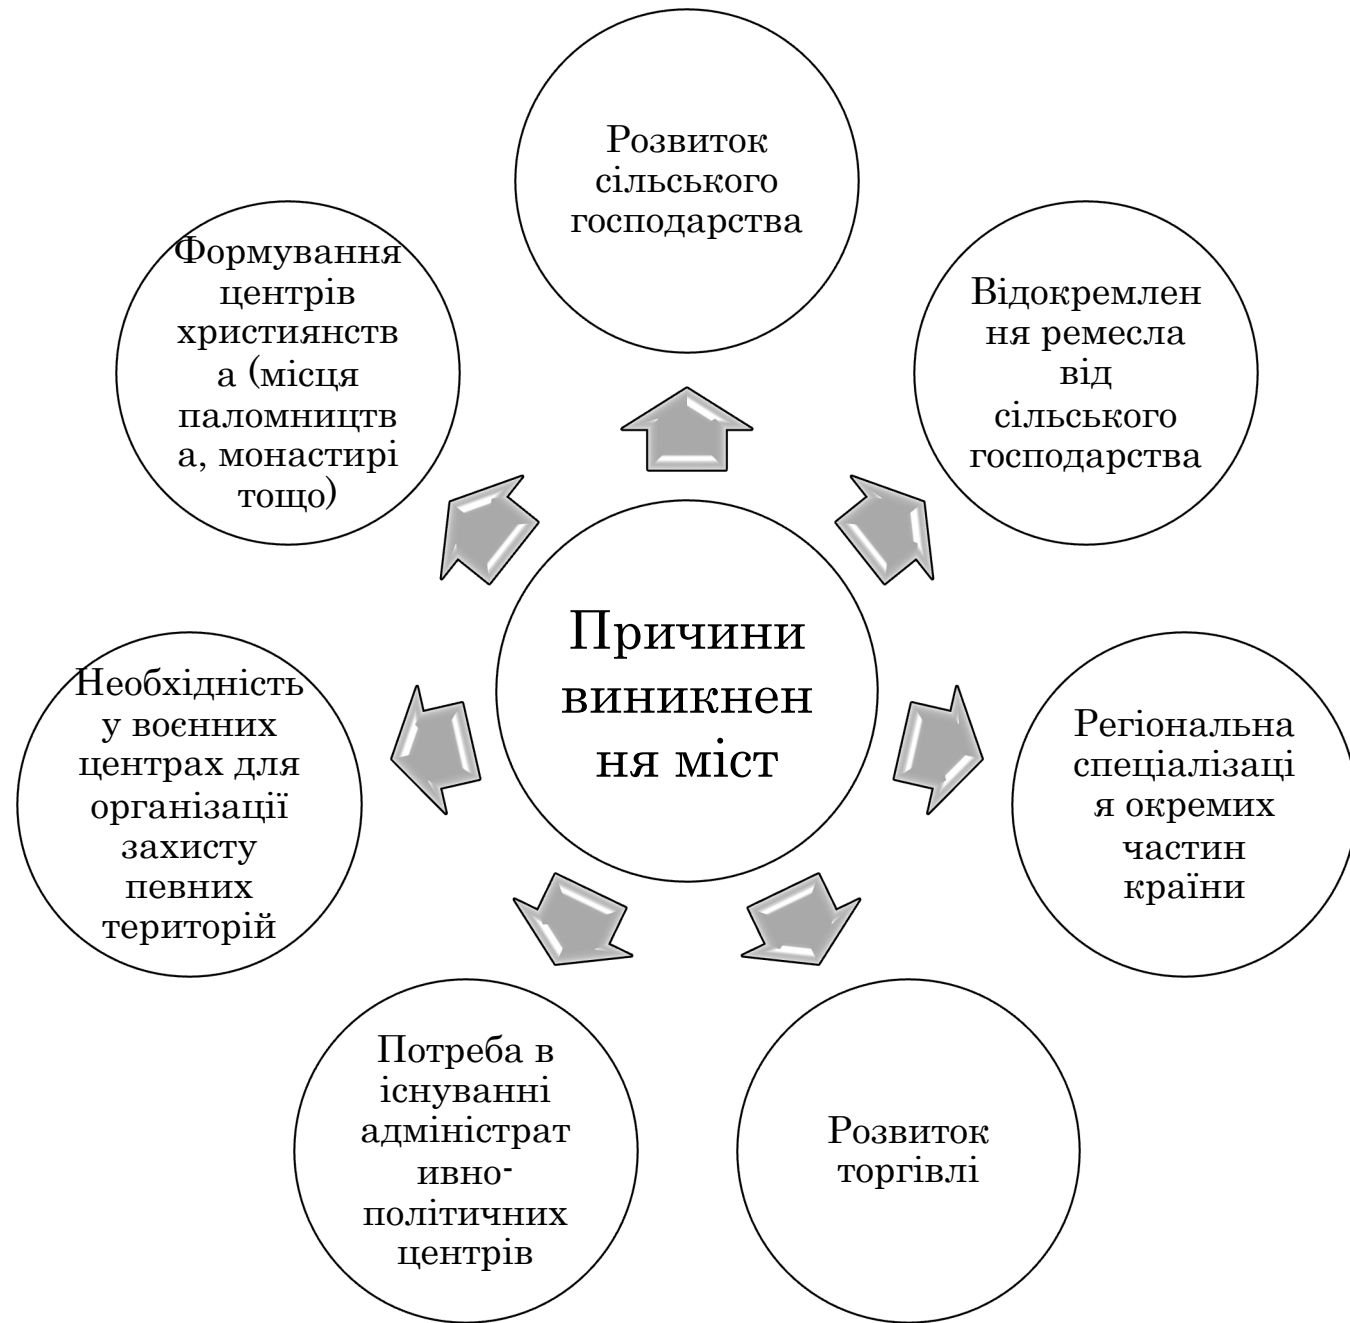 Причини
виникнен
ня міст
Розвиток
сільського
господарства
Відокремлен
ня ремесла
від
сільського
господарства
Регіональна
спеціалізаці
я окремих
частин
країни
Розвиток
торгівлі
Потреба в
існуванні
адміністрат
ивно-
політичних
центрів
Необхідність
у воєнних
центрах для
організації
захисту
певних
територій
Формування
центрів
християнств
а (місця
паломництв
а, монастирі
тощо)